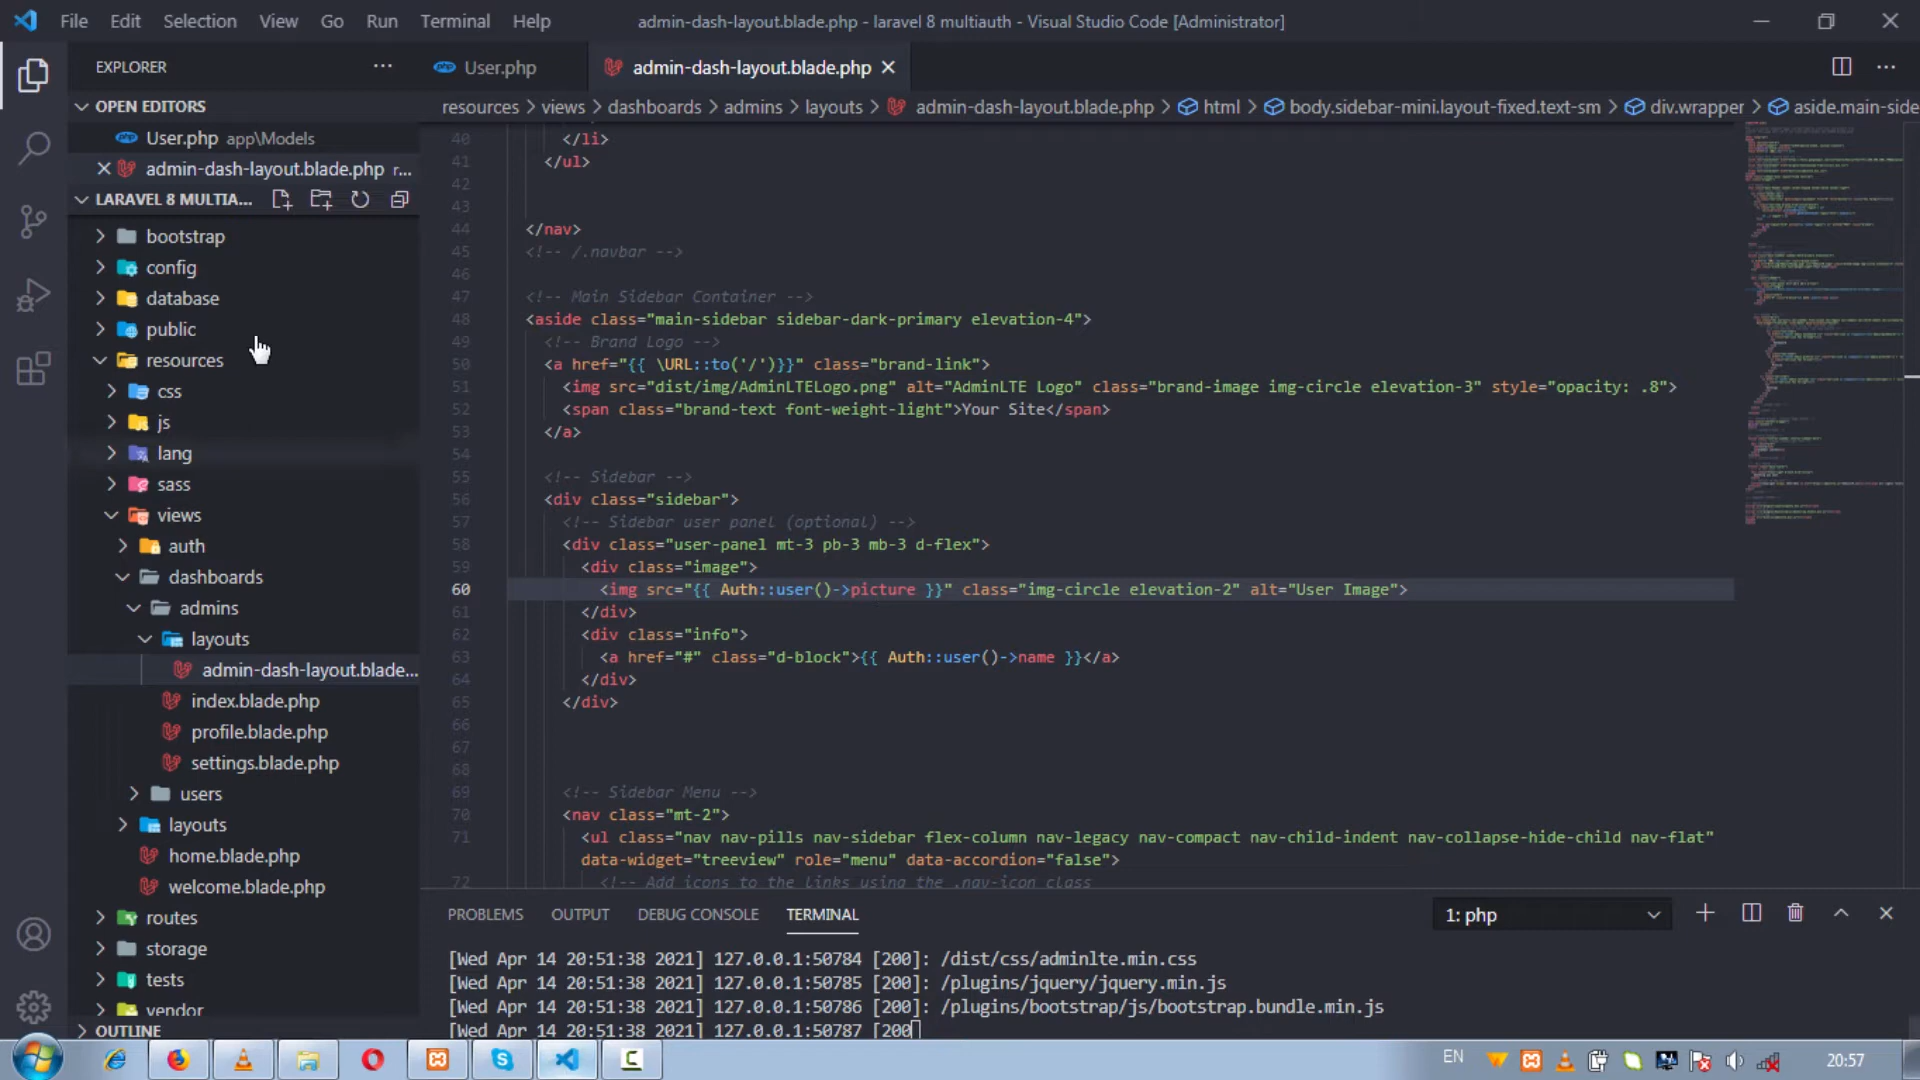 File Edit Selection View Go Run Terminal Help
admin-dash-layout.blade.php - laravel 8 multiauth - Visual Studio Code [Administrator]
EXPLORER
User.php
admin-dash-layout.blade.php
OPEN EDITORS
User.php app\Models
admin-dash-layout.blade.php r...
LARAVEL 8 MULTIA...
bootstrap
config
database
public
resources
css
js
lang
sass
views
auth
dashboards
admins
layouts
admin-dash-layout.blade...
index.blade.php
profile.blade.php
settings.blade.php
users
layouts
home.blade.php
welcome.blade.php
routes
storage
tests
vendor
OUTLINE
resources > views > dashboards > admins > layouts > admin-dash-layout.blade.php > html > body.sidebar-mini.layout-fixed.text-sm > div.wrapper > aside.main-side
40 </li>
41 </ul>
42
43
44 </nav>
45 <!-- /.navbar -->
46
47 <!-- Main Sidebar Container -->
48 <aside class="main-sidebar sidebar-dark-primary elevation-4">
49 <!-- Brand Logo -->
50 <a href="{{ \URL::to('/')}}" class="brand-link">
51 <img src="dist/img/AdminLTELogo.png" alt="AdminLTE Logo" class="brand-image img-circle elevation-3" style="opacity: .8">
52 <span class="brand-text font-weight-light">Your Site</span>
53 </a>
54
55 <!-- Sidebar -->
56 <div class="sidebar">
57 <!-- Sidebar user panel (optional) -->
58 <div class="user-panel mt-3 pb-3 mb-3 d-flex">
59 <div class="image">
60 <img src="{{ Auth::user()->picture }}" class="img-circle elevation-2" alt="User Image">
61 </div>
62 <div class="info">
63 <a href="#" class="d-block">{{ Auth::user()->name }}</a>
64 </div>
65 </div>
66
67
68
69 <!-- Sidebar Menu -->
70 <nav class="mt-2">
71 <ul class="nav nav-pills nav-sidebar flex-column nav-legacy nav-compact nav-child-indent nav-collapse-hide-child nav-flat"
data-widget="treeview" role="menu" data-accordion="false">
72 <!-- Add icons to the links using the .nav-icon class
PROBLEMS OUTPUT DEBUG CONSOLE TERMINAL
1: php
[Wed Apr 14 20:51:38 2021] 127.0.0.1:50784 [200]: /dist/css/adminlte.min.css
[Wed Apr 14 20:51:38 2021] 127.0.0.1:50785 [200]: /plugins/jquery/jquery.min.js
[Wed Apr 14 20:51:38 2021] 127.0.0.1:50786 [200]: /plugins/bootstrap/js/bootstrap.bundle.min.js
[Wed Apr 14 20:51:38 2021] 127.0.0.1:50787 [200
EN
20:57